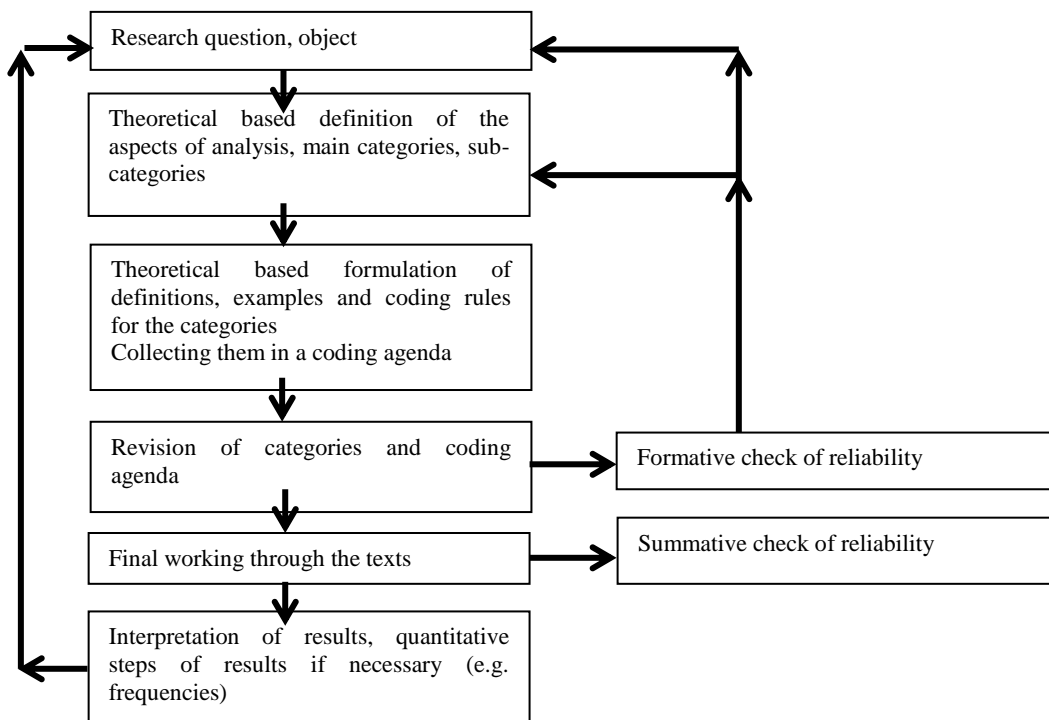 Research question, object
Theoretical based definition of the
aspects of analysis, main categories, sub-
categories
Theoretical based formulation of
definitions, examples and coding rules
for the categories
Collecting them in a coding agenda
Revision of categories and coding
agenda
Formative check of reliability
Final working through the texts
Summative check of reliability
Interpretation of results, quantitative
steps of results if necessary (e.g.
frequencies)